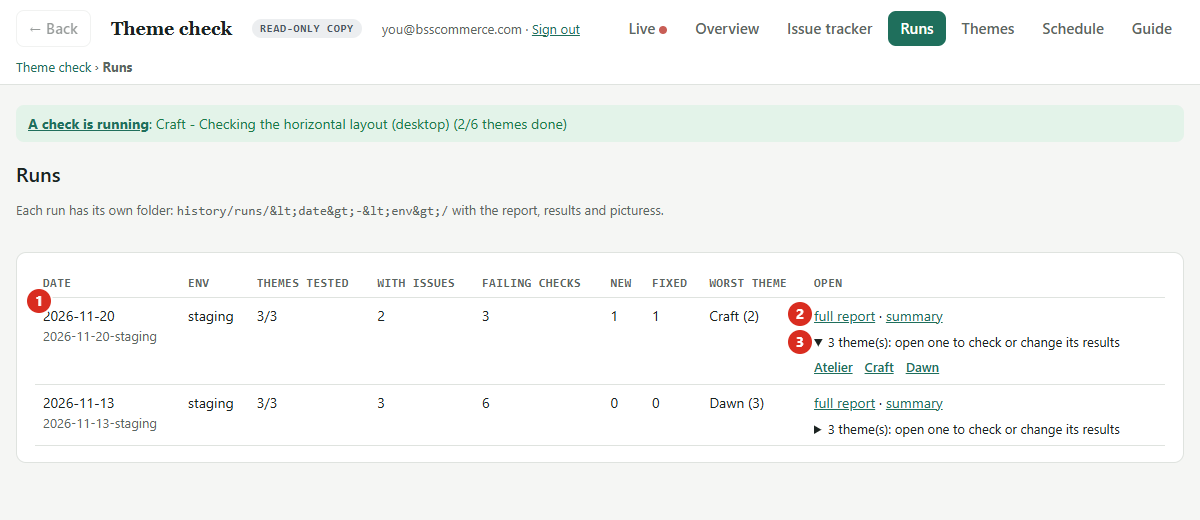 ← Back Theme check READ-ONLY COPY you@bsscommerce.com · Sign out Live Overview Issue tracker Runs Themes Schedule Guide
Theme check › Runs
A check is running: Craft - Checking the horizontal layout (desktop) (2/6 themes done)
Runs
Each run has its own folder: history/runs/&lt;date&gt;-&lt;env&gt;/ with the report, results and picturess.
DATE ENV THEMES TESTED WITH ISSUES FAILING CHECKS NEW FIXED WORST THEME OPEN
1
2026-11-20 staging 3/3 2 3 1 1 Craft (2) 2 full report · summary
2026-11-20-staging
3 ▼ 3 theme(s): open one to check or change its results
Atelier Craft Dawn
2026-11-13 staging 3/3 3 6 0 0 Dawn (3) full report · summary
2026-11-13-staging
▶ 3 theme(s): open one to check or change its results